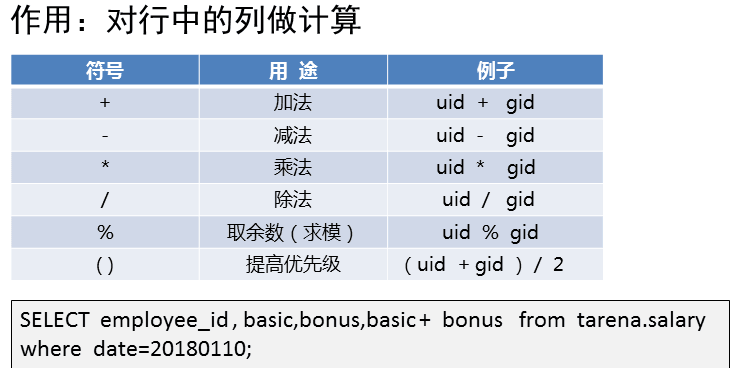 作用：对行中的列做计算
符号 用 途 例子
+ 加法 uid + gid
- 减法 uid - gid
* 乘法 uid * gid
/ 除法 uid / gid
% 取余数（求模） uid % gid
( ) 提高优先级 （uid +gid ）/ 2
SELECT employee_id, basic,bonus,basic+ bonus from tarena.salary
where date=20180110;